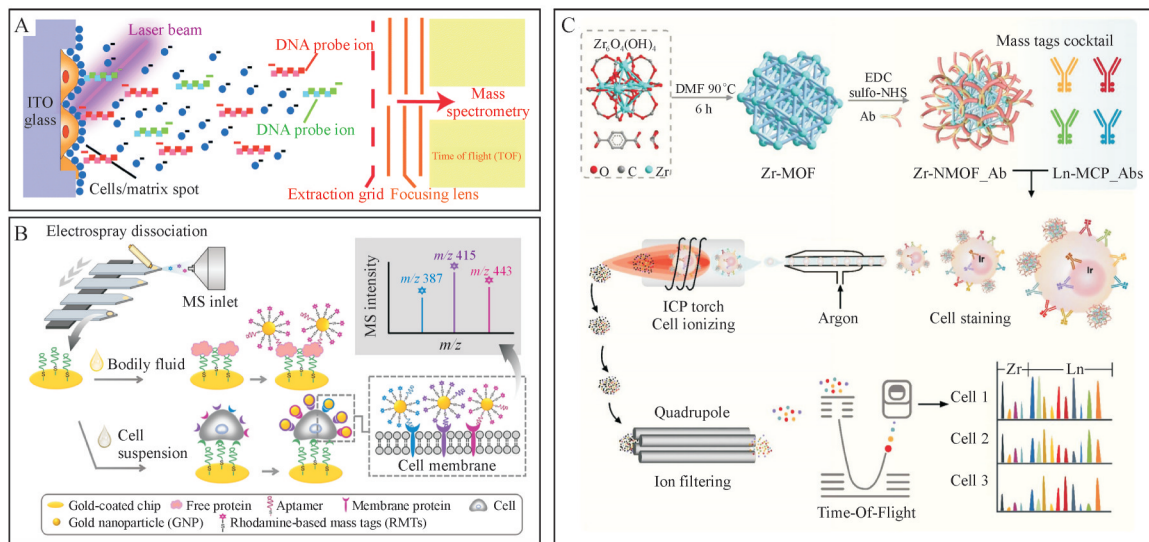 A
Laser beam
DNA probe ion
ITO
glass
DNA probe ion
Mass
spectrometry
Time of flight (TOF)
Cells/matrix spot
Extraction grid
Focusing lens
B
Electrospray dissociation
MS inlet
MS intensity
m/z 415
m/z 387
m/z 443
m/z
Bodily fluid
S S S
S S S
S S S
Cell
suspension
S S S
S S S
Cell membrane
Gold-coated chip
Free protein
Aptamer
Membrane protein
Cell
Gold nanoparticle (GNP)
Rhodamine-based mass tags (RMTs)
C
Zr6O4(OH)4
O C Zr
DMF 90°C
6 h
Zr-MOF
EDC
sulfo-NHS
Ab
Zr-NMOF_Ab
Mass tags cocktail
Ln-MCP_Abs
ICP torch
Cell ionizing
Argon
Ir
Ir
Cell staining
Quadrupole
Ion filtering
Time-Of-Flight
Zr
Ln
Cell 1
Cell 2
Cell 3